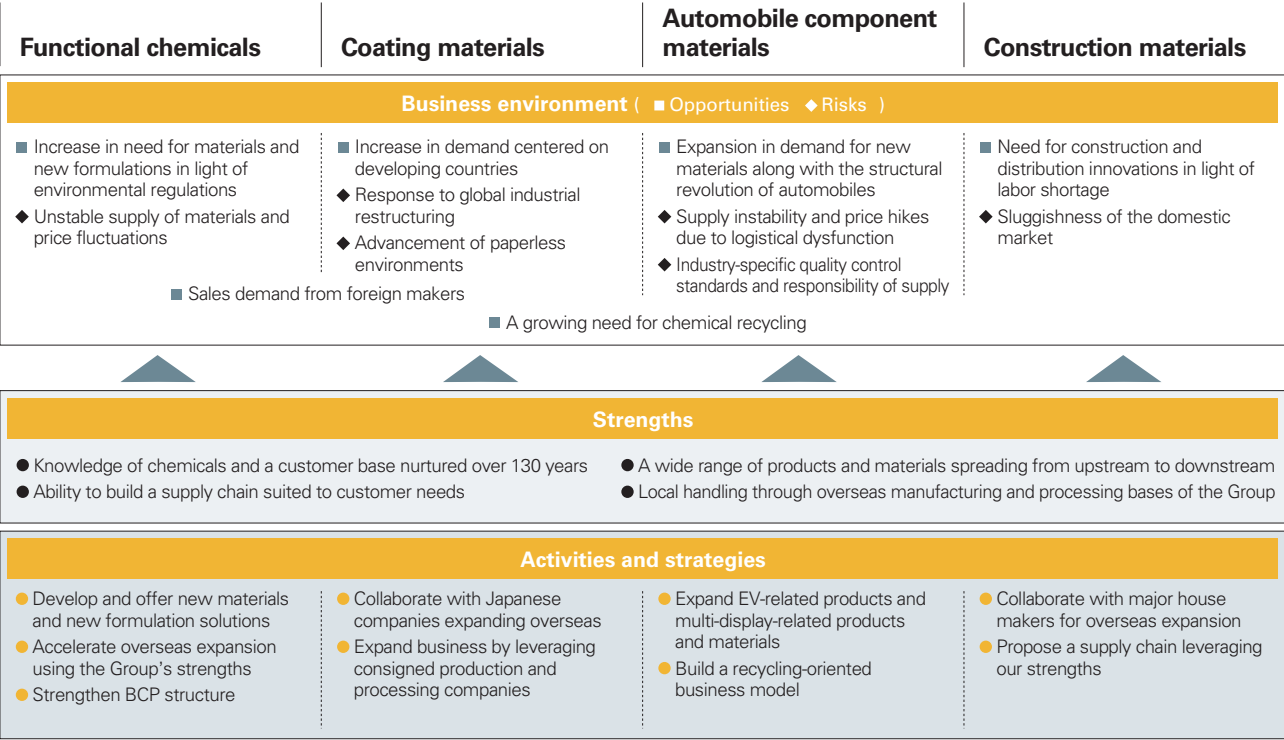 Functional chemicals
Coating materials
Automobile component
materials
Construction materials
Business environment ( ■ Opportunities ◆ Risks )
■ Increase in need for materials and
new formulations in light of
environmental regulations
◆ Unstable supply of materials and
price fluctuations
■ Increase in demand centered on
developing countries
◆ Response to global industrial
restructuring
◆ Advancement of paperless
environments
■ Expansion in demand for new
materials along with the structural
revolution of automobiles
◆ Supply instability and price hikes
due to logistical dysfunction
◆ Industry-specific quality control
standards and responsibility of supply
■ Need for construction and
distribution innovations in light of
labor shortage
◆ Sluggishness of the domestic
market
■ Sales demand from foreign makers
■ A growing need for chemical recycling
Strengths
● Knowledge of chemicals and a customer base nurtured over 130 years
● Ability to build a supply chain suited to customer needs
● A wide range of products and materials spreading from upstream to downstream
● Local handling through overseas manufacturing and processing bases of the Group
Activities and strategies
● Develop and offer new materials
and new formulation solutions
● Accelerate overseas expansion
using the Group's strengths
● Strengthen BCP structure
● Collaborate with Japanese
companies expanding overseas
● Expand business by leveraging
consigned production and
processing companies
● Expand EV-related products and
multi-display-related products
and materials
● Build a recycling-oriented
business model
● Collaborate with major house
makers for overseas expansion
● Propose a supply chain leveraging
our strengths